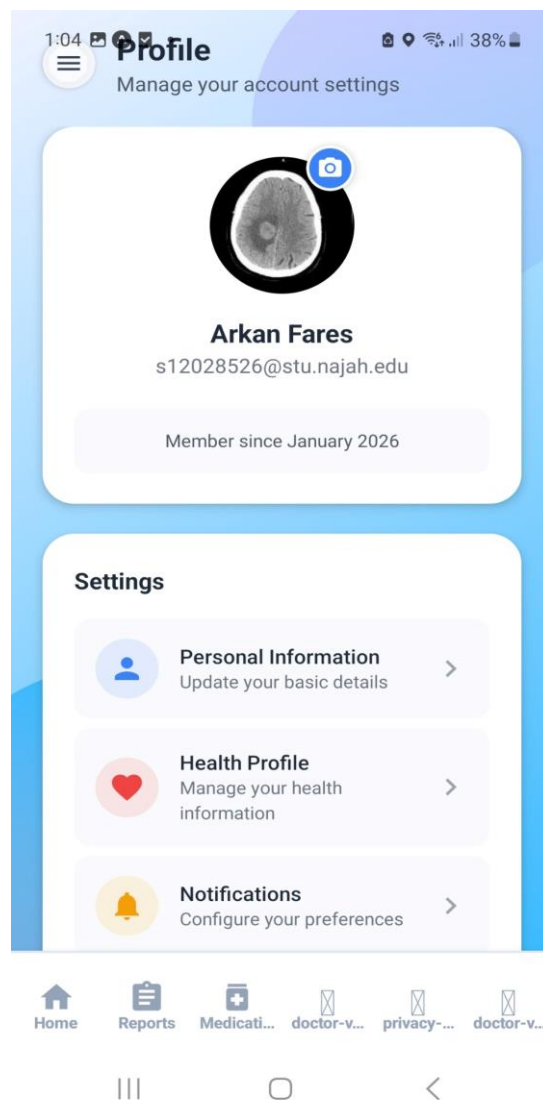 1:04 38%
Profile
Manage your account settings
Arkan Fares
s12028526@stu.najah.edu
Member since January 2026
Settings
Personal Information
Update your basic details
Health Profile
Manage your health
information
Notifications
Configure your preferences
Home Reports Medicati... doctor-v... privacy-... doctor-v...